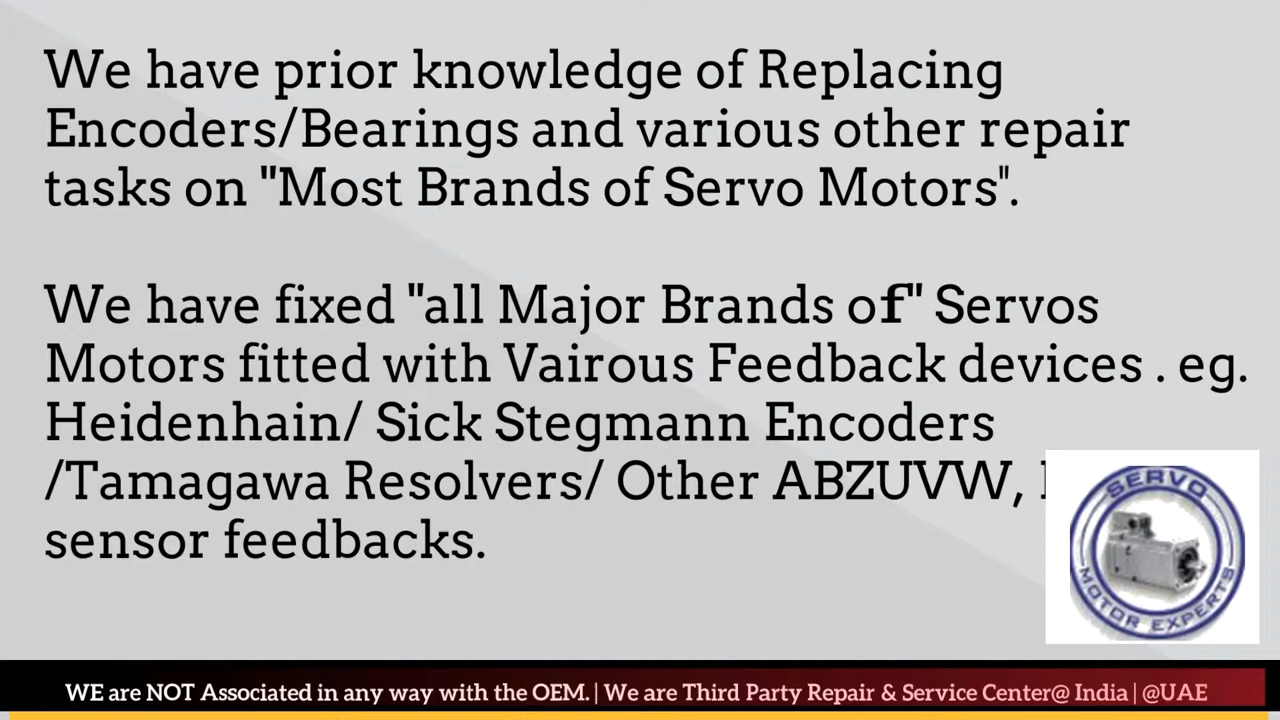 We have prior knowledge of Replacing
Encoders/Bearings and various other repair
tasks on "Most Brands of Servo Motors".
We have fixed "all Major Brands of" Servos
Motors fitted with Vairous Feedback devices . eg.
Heidenhain/ Sick Stegmann Encoders
/Tamagawa Resolvers/ Other ABZUVW,
sensor feedbacks.
SERVO
MOTOR EXPERTS
WE are NOT Associated in any way with the OEM. | We are Third Party Repair & Service Center@ India | @UAE